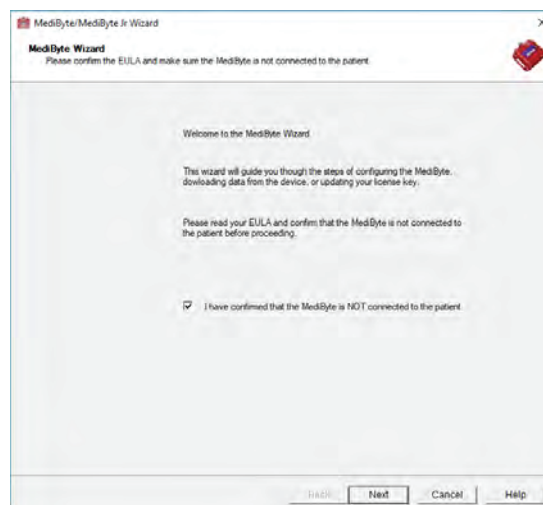 MediByte/MediByte Jr Wizard
MediByte Wizard
Please confirm the EULA and make sure the MediByte is not connected to the patient
Welcome to the MediByte Wizard
This wizard will guide you though the steps of configuring the MediByte,
dowloading data from the device, or updating your license key.
Please read your EULA and confirm that the MediByte is not connected to
the patient before proceeding.
I have confirmed that the MediByte is NOT connected to the patient
Back Next Cancel Help